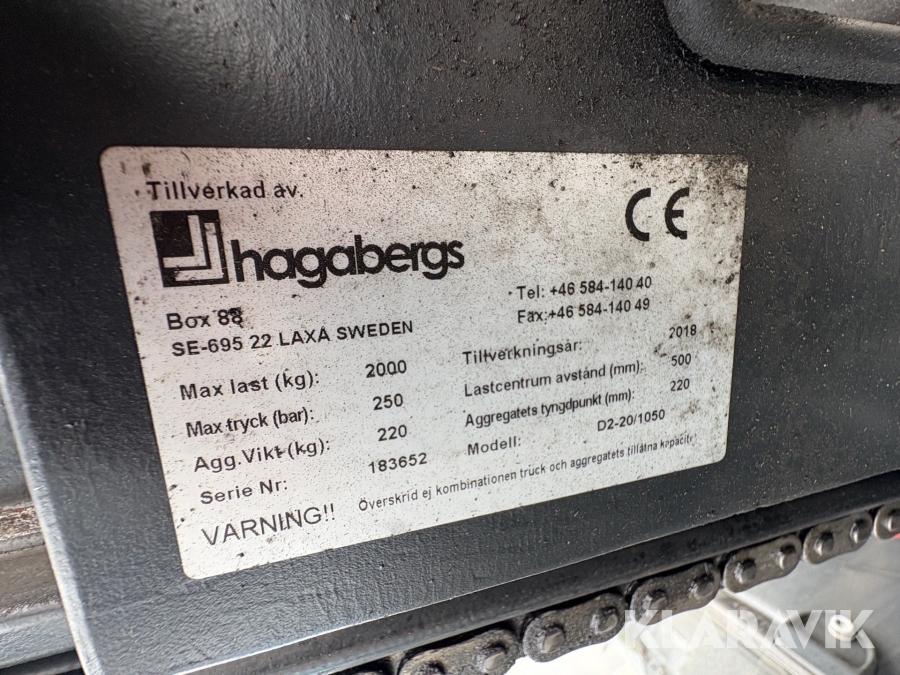 Tillverkad av.
hagabergs
CE
Box 88
SE-695 22 LAXÅ SWEDEN
Tel: +46 584-140 40
Fax:+46 584-140 49
Max last (kg): 2000
Tillverkningsår: 2018
Max tryck (bar): 250
Lastcentrum avstånd (mm): 500
Agg.Vikt (kg): 220
Aggregatets tyngdpunkt (mm): 220
Serie Nr: 183652
Modell: D2-20/1050
VARNING!! Överskrid ej kombinationen truck och aggregatets tillåtna kapacitet
KLARAVIK